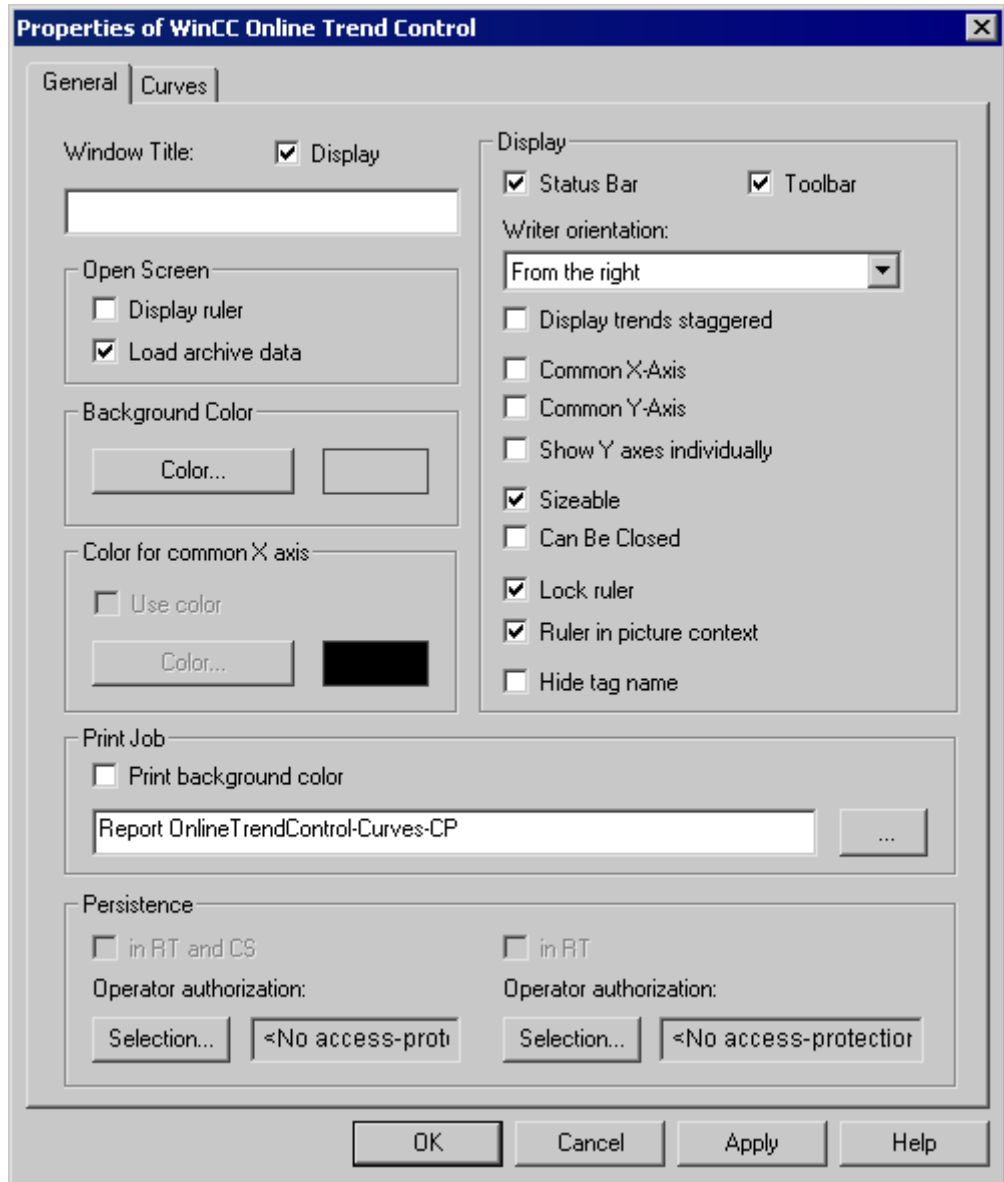 Properties of WinCC Online Trend Control
General
Curves
Window Title:
Display
Open Screen
Display ruler
Load archive data
Background Color
Color...
Color for common X axis
Use color
Color...
Display
Status Bar
Toolbar
Writer orientation:
From the right
Display trends staggered
Common X-Axis
Common Y-Axis
Show Y axes individually
Sizeable
Can Be Closed
Lock ruler
Ruler in picture context
Hide tag name
Print Job
Print background color
Report OnlineTrendControl-Curves-CP
...
Persistence
in RT and CS
Operator authorization:
Selection...
<No access-prot
in RT
Operator authorization:
Selection...
<No access-protection
OK
Cancel
Apply
Help